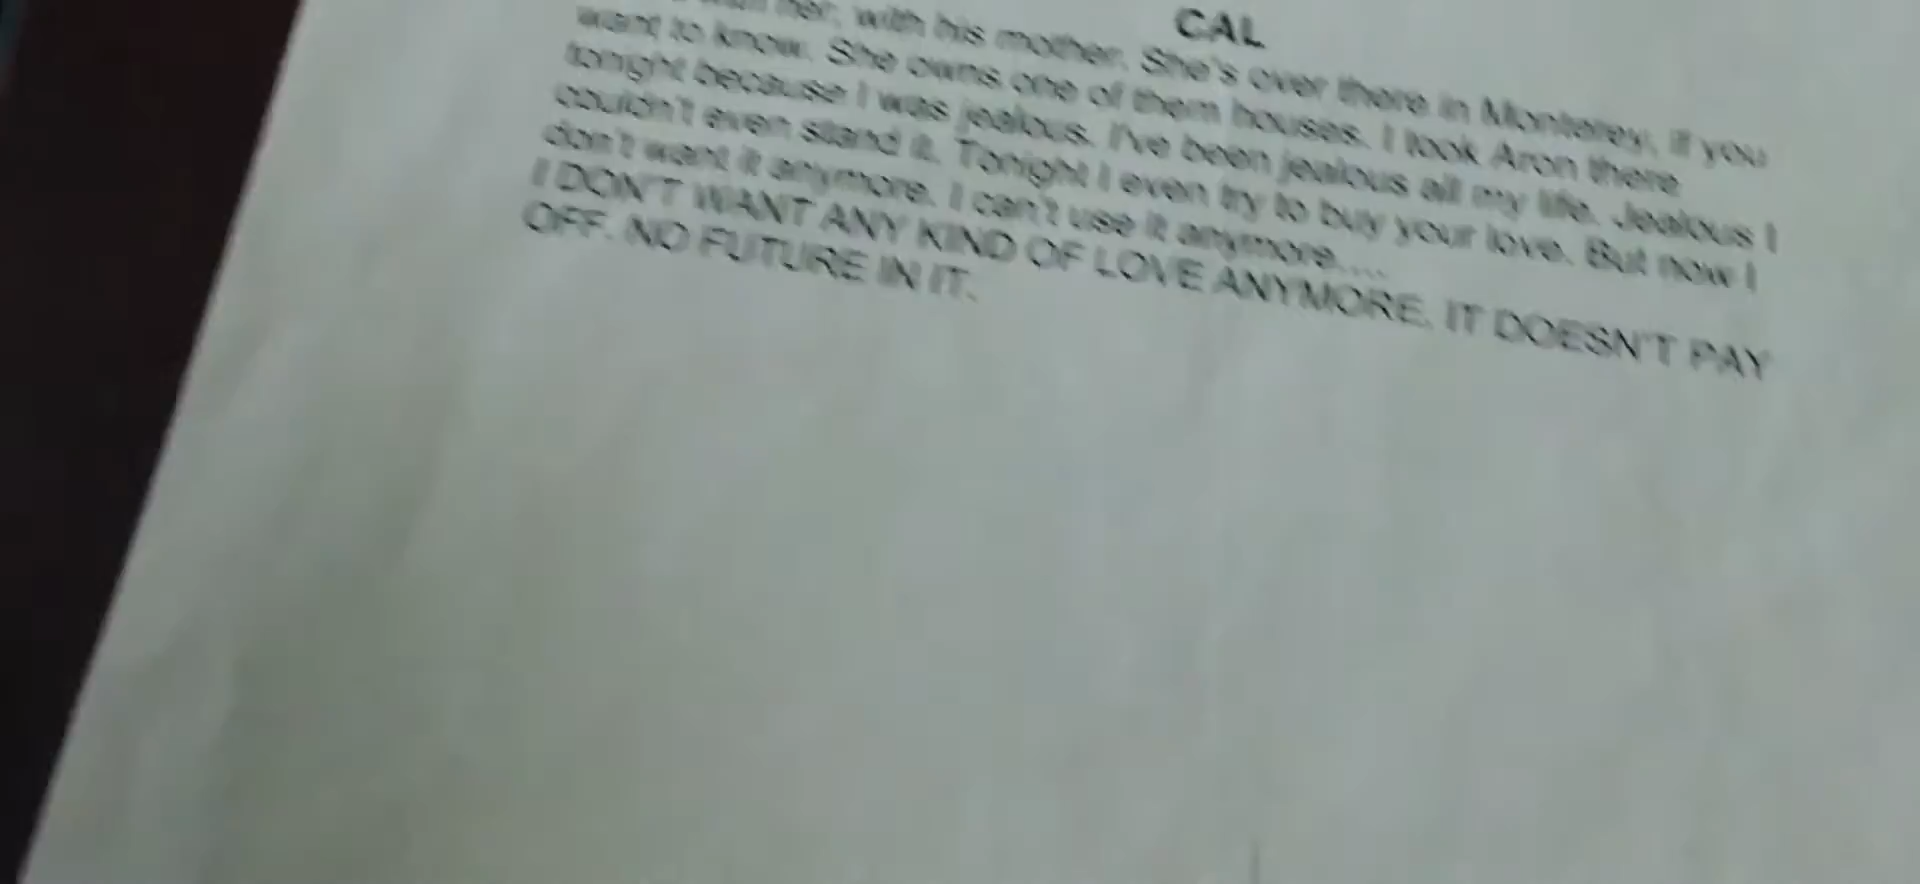 CAL
her, with his mother. She's over there in Monterey, if you
want to know. She owns one of them houses. I took Aron there
tonight because I was jealous. I've been jealous all my life. Jealous I
couldn't even stand it. Tonight I even try to buy your love. But now I
don't want it anymore. I can't use it anymore....
I DON'T WANT ANY KIND OF LOVE ANYMORE. IT DOESN'T PAY
OFF. NO FUTURE IN IT.